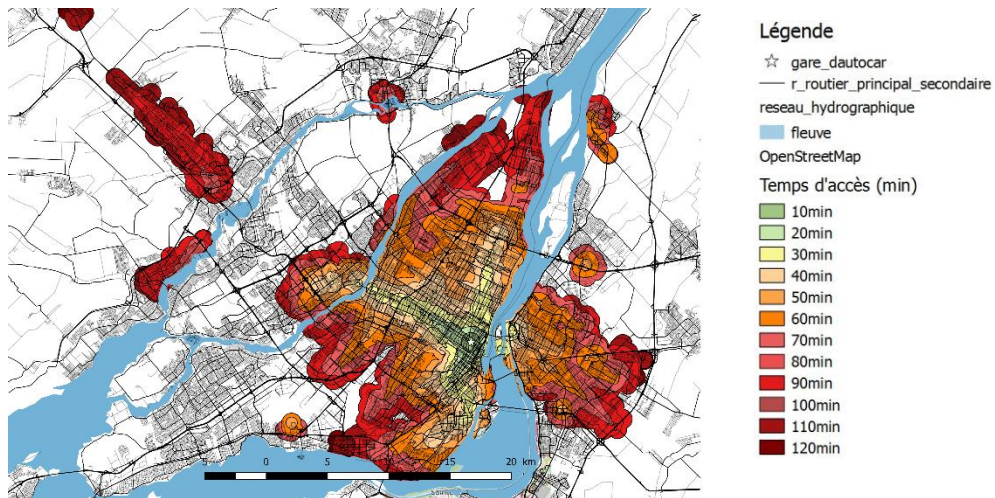 Légende
gare_dautocar
r_routier_principal_secondaire
reseau_hydrographique
fleuve
OpenStreetMap
Temps d'accès (min)
10min
20min
30min
40min
50min
60min
70min
80min
90min
100min
110min
120min
5 0 5 10 15 20 km